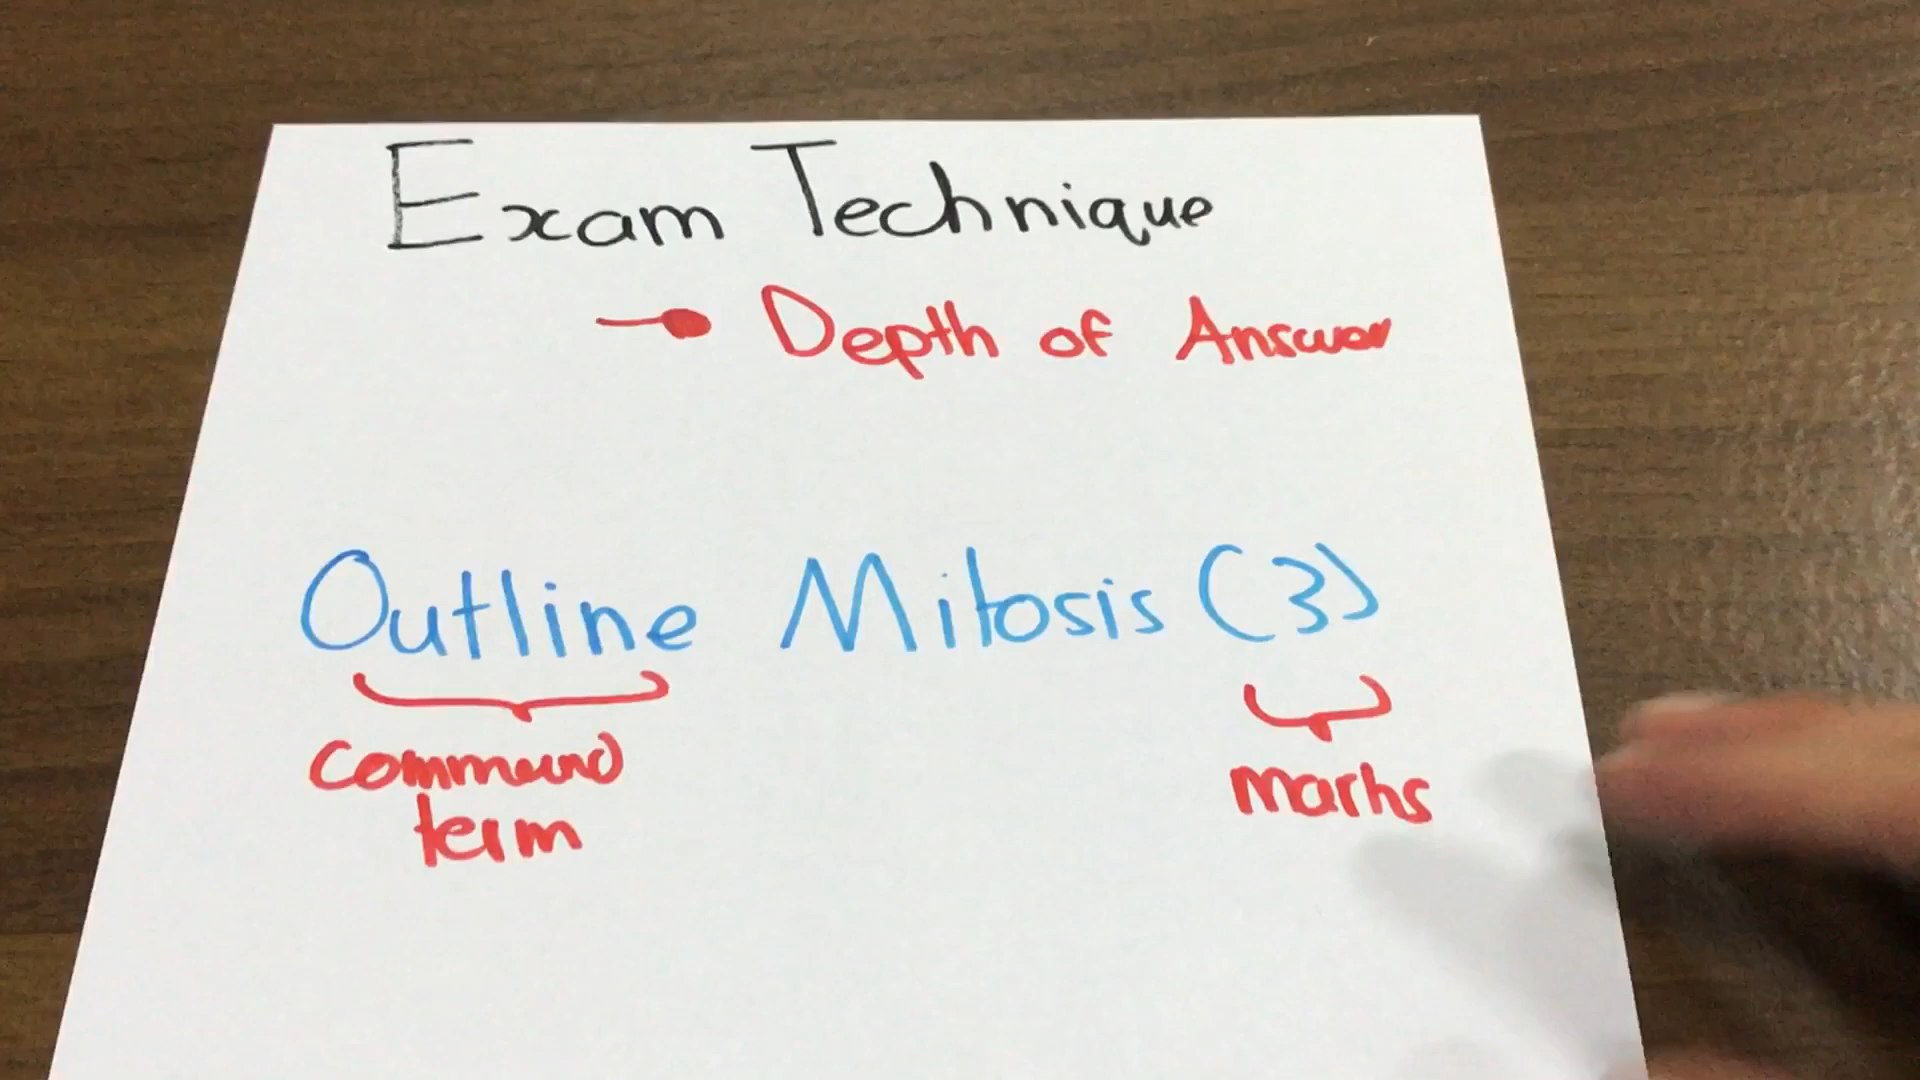 Exam Technique
Depth of Answer
Outline Mitosis (3)
Command
term
marks